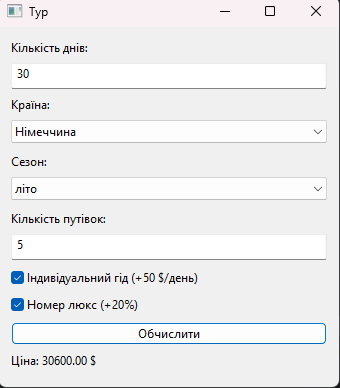 Тур
Кількість днів:
30
Країна:
Німеччина
Сезон:
літо
Кількість путівок:
5
Індивідуальний гід (+50 $/день)
Номер люкс (+20%)
Обчислити
Ціна: 30600.00 $